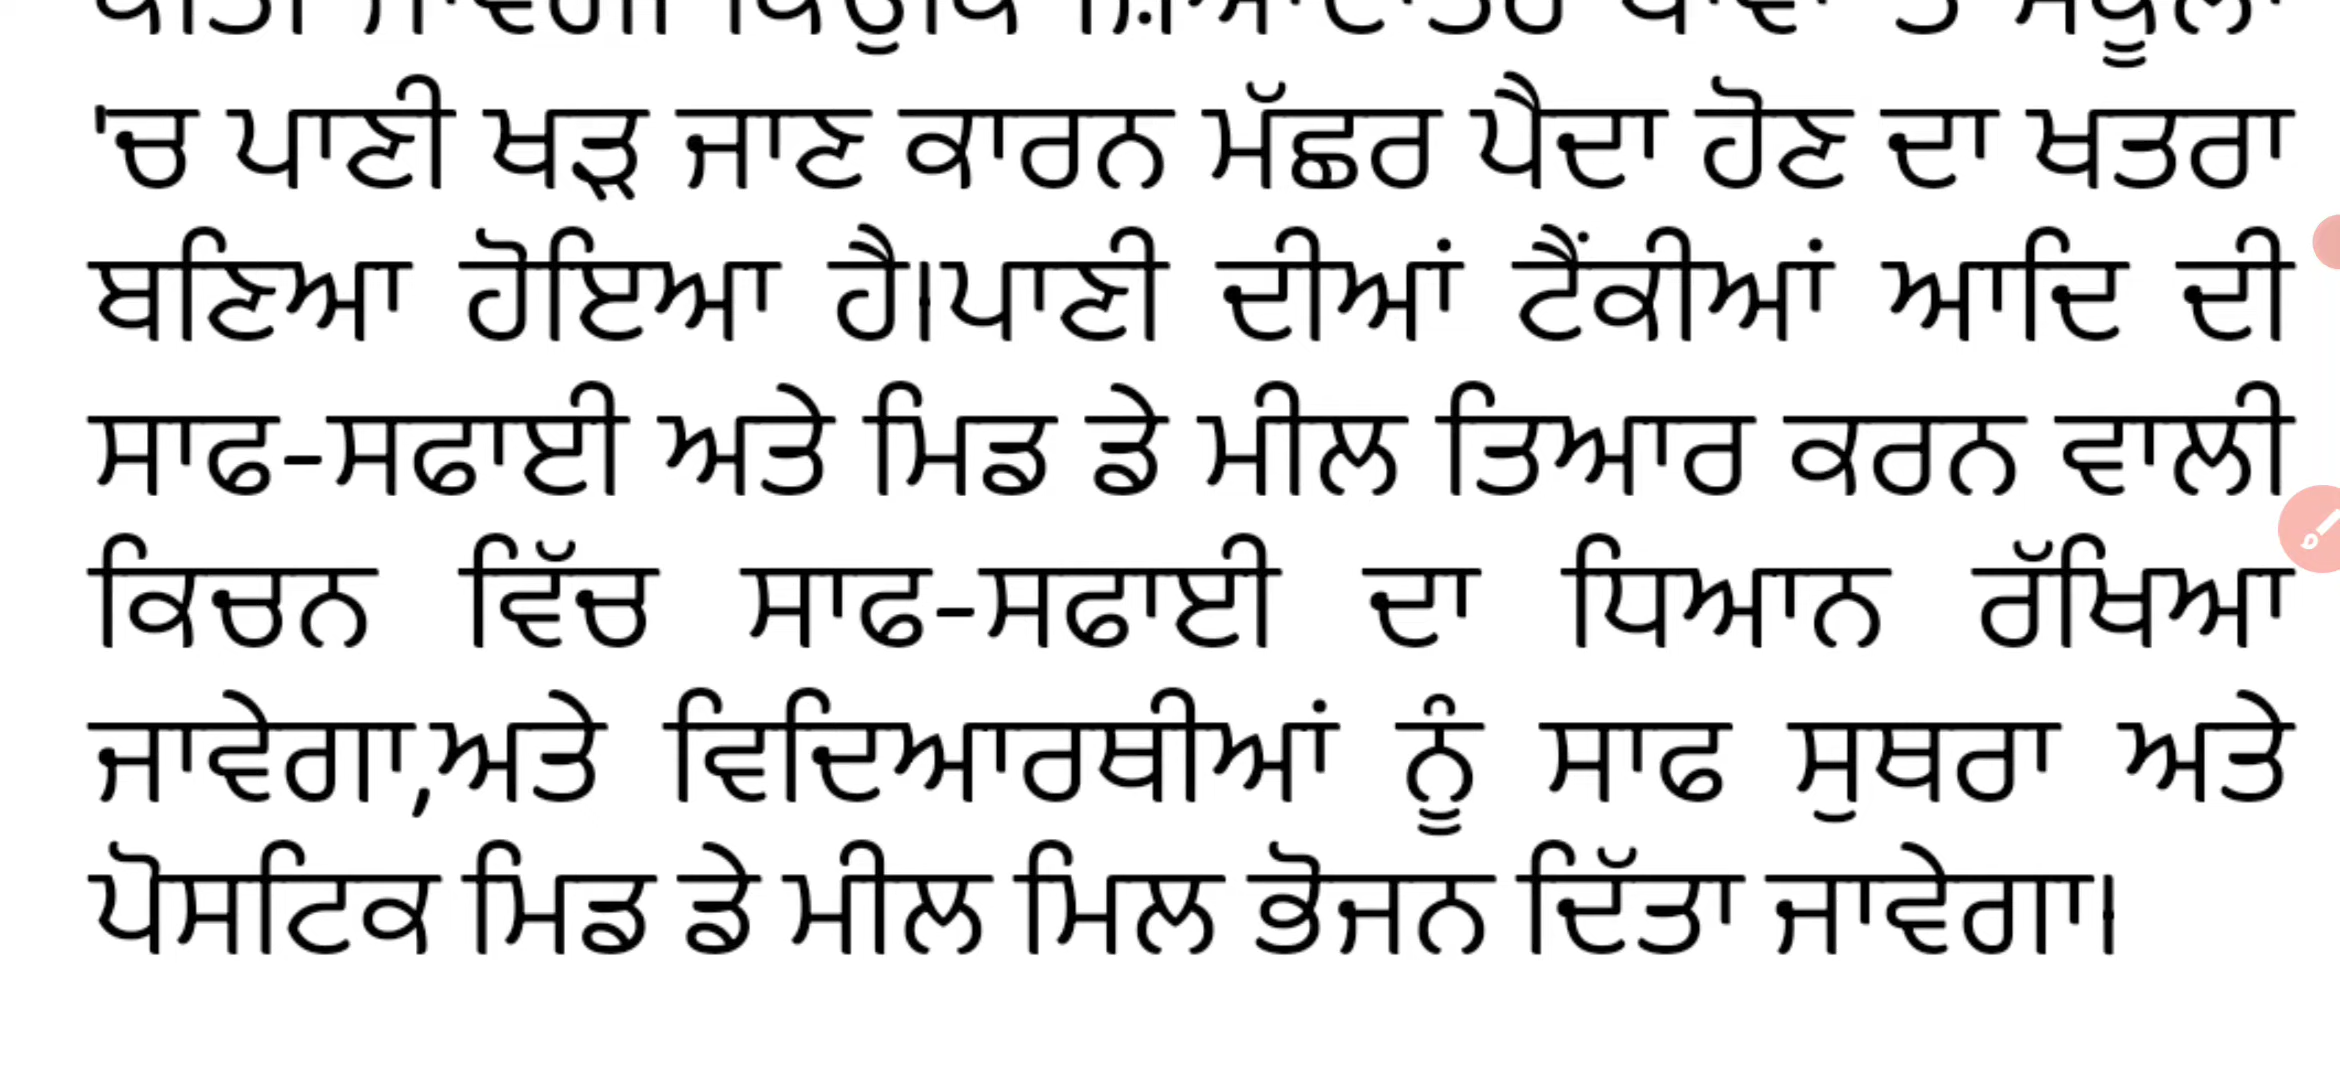 'ਚ ਪਾਣੀ ਖੜ ਜਾਣ ਕਾਰਨ ਮੱਛਰ ਪੈਦਾ ਹੋਣ ਦਾ ਖਤਰਾ
ਬਣਿਆ ਹੋਇਆ ਹੈ।ਪਾਣੀ ਦੀਆਂ ਟੈਂਕੀਆਂ ਆਦਿ ਦੀ
ਸਾਫ-ਸਫਾਈ ਅਤੇ ਮਿਡ ਡੇ ਮੀਲ ਤਿਆਰ ਕਰਨ ਵਾਲੀ
ਕਿਚਨ ਵਿੱਚ ਸਾਫ-ਸਫਾਈ ਦਾ ਧਿਆਨ ਰੱਖਿਆ
ਜਾਵੇਗਾ,ਅਤੇ ਵਿਦਿਆਰਥੀਆਂ ਨੂੰ ਸਾਫ ਸੁਥਰਾ ਅਤੇ
ਪੋਸਟਿਕ ਮਿਡ ਡੇ ਮੀਲ ਮਿਲ ਭੋਜਨ ਦਿੱਤਾ ਜਾਵੇਗਾ।